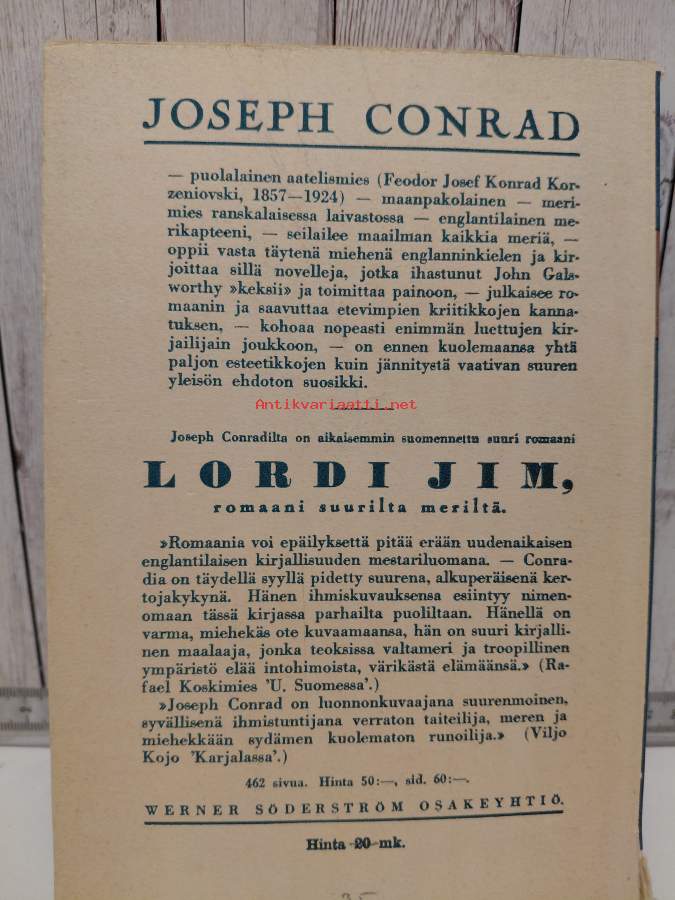 JOSEPH CONRAD
— puolalainen aatelismies (Feodor Josef Konrad Kor-
zeniovski, 1857—1924) — maanpakolainen — meri-
mies ranskalaisessa laivastossa — englantilainen me-
rikapteeni, — seilailee maailman kaikkia meriä, —
oppii vasta täytenä miehenä englanninkielen ja kir-
joittaa sillä novelleja, jotka ihastunut John Gals-
worthy »keksii» ja toimittaa painoon, — julkaisee ro-
maanin ja saavuttaa etevimpien kriitikkojen kanna-
tuksen, — kohoaa nopeasti enimmän luettujen kir-
jailijain joukkoon, — on ennen kuolemaansa yhtä
paljon esteetikkojen kuin jännitystä vaativan suuren
yleisön ehdoton suosikki.
Antikvariaatti.net
Joseph Conradilta on aikaisemmin suomennettu suuri romaani
LORDI JIM,
romaani suurilta meriltä.
»Romaania voi epäilyksettä pitää erään uudenaikaisen
englantilaisen kirjallisuuden mestariluomana. — Conra-
dia on täydellä syyllä pidetty suurena, alkuperäisenä ker-
tojakykynä. Hänen ihmiskuvauksensa esiintyy nimen-
omaan tässä kirjassa parhailta puoliltaan. Hänellä on
varma, miehekäs ote kuvaamaansa, hän on suuri kirjalli-
nen maalaaja, jonka teoksissa valtameri ja troopillinen
ympäristö elää intohimoista, värikästä elämäänsä.» (Ra-
fael Koskimies 'U. Suomessa'.)
»Joseph Conrad on luonnonkuvaajana suurenmoinen,
syvällisenä ihmistuntijana verraton taiteilija, meren ja
miehekkään sydämen kuolematon runoilija.» (Viljo
Kojo 'Karjalassa'.)
462 sivua. Hinta 50:—, sid. 60:—.
WERNER SÖDERSTRÖM OSAKEYHTIÖ.
Hinta 20 mk.